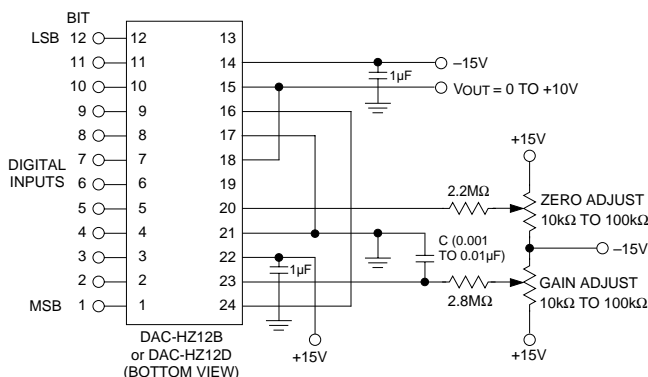 BIT
LSB 12 12 13
11 11 14 –15V
10 10 15 1µF VOUT = 0 TO +10V
9 9 16
8 8 17 +15V
DIGITAL INPUTS 7 7 18
6 6 19 2.2MΩ ZERO ADJUST
5 5 20 10kΩ TO 100kΩ
4 4 21 C (0.001 –15V
3 3 22 TO 0.01µF)
2 2 23 1µF GAIN ADJUST
MSB 1 1 24 2.8MΩ 10kΩ TO 100kΩ
DAC-HZ12B
or DAC-HZ12D +15V +15V
(BOTTOM VIEW)